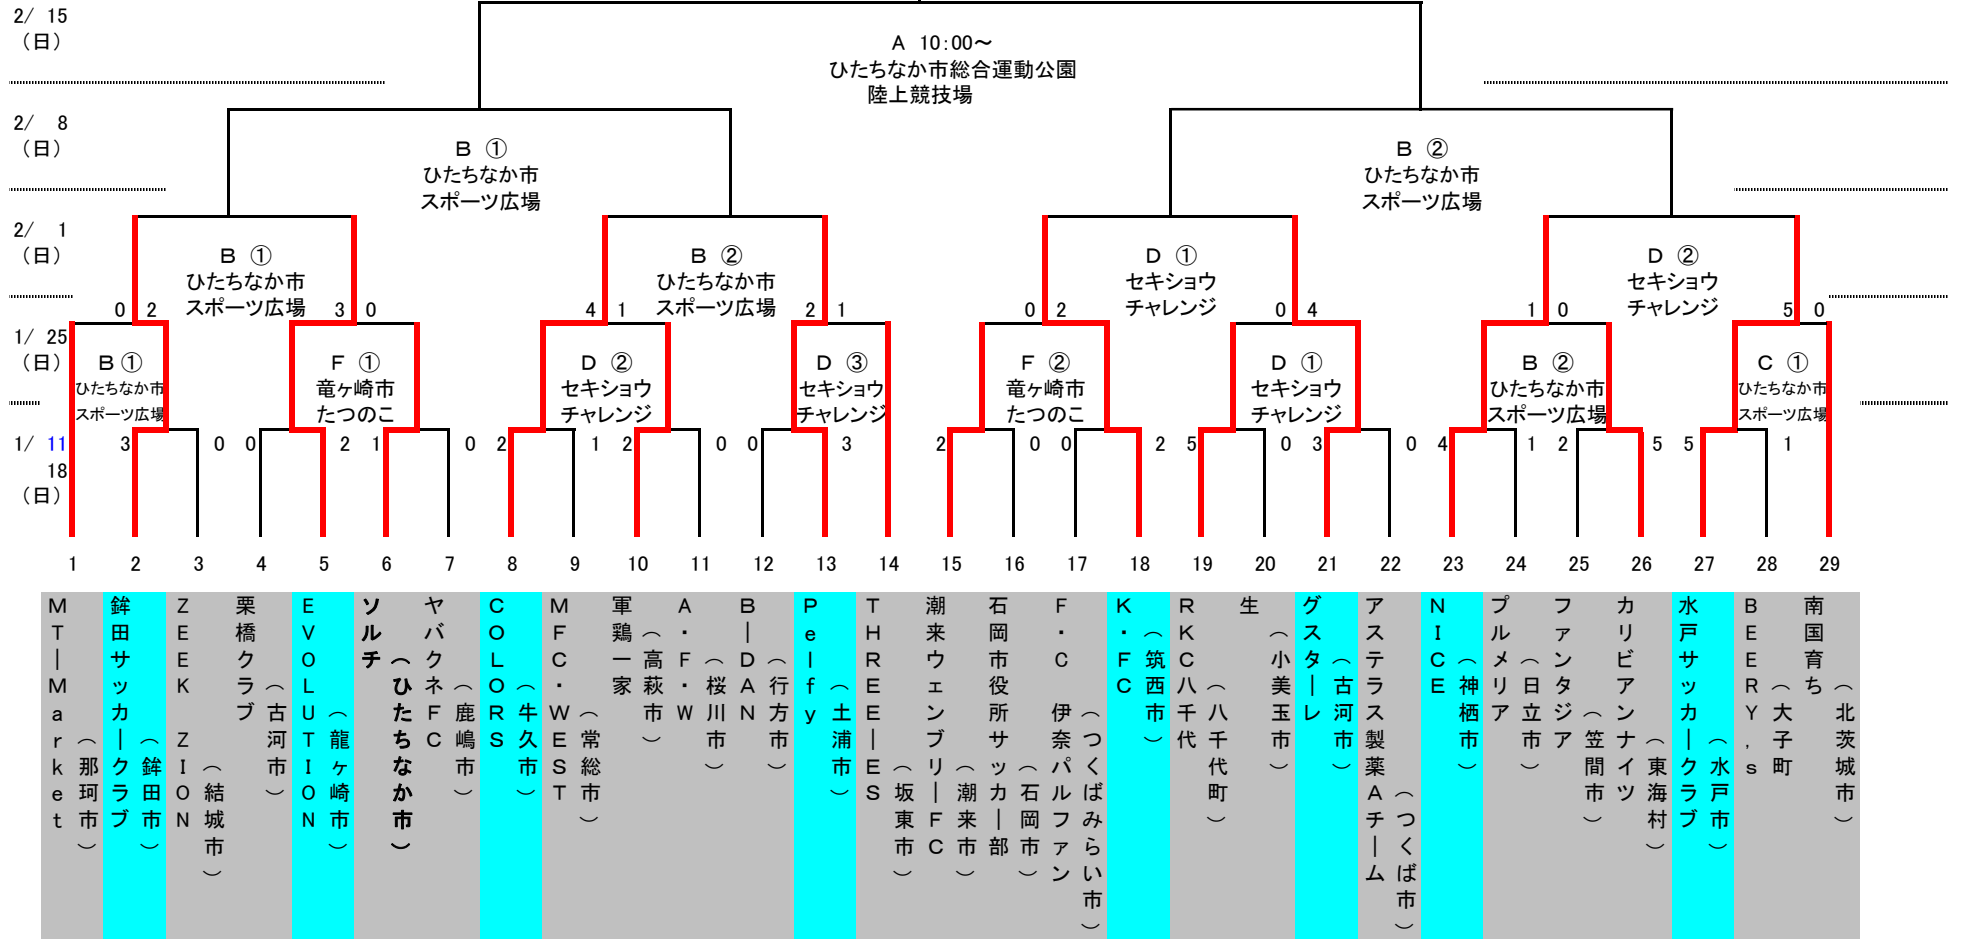 2/ 15
(日)
A 10:00～
ひたちなか市総合運動公園
陸上競技場
2/ 8
(日)
B ①
ひたちなか市
スポーツ広場
B ②
ひたちなか市
スポーツ広場
2/ 1
(日)
B ①
ひたちなか市
スポーツ広場
B ②
ひたちなか市
スポーツ広場
D ①
セキショウ
チャレンジ
D ②
セキショウ
チャレンジ
0 2 3 0 4 1 2 1 0 2 0 4 1 0 5 0
1/ 25
(日)
B ①
ひたちなか市
スポーツ広場
F ①
竜ヶ崎市
たつのこ
D ②
セキショウ
チャレンジ
D ③
セキショウ
チャレンジ
F ②
竜ヶ崎市
たつのこ
D ①
セキショウ
チャレンジ
B ②
ひたちなか市
スポーツ広場
C ①
ひたちなか市
スポーツ広場
1/ 11
18
(日)
3 0 0 2 1 0 2 1 2 0 0 3 2 0 0 2 5 0 3 0 4 1 2 5 5 1
1 2 3 4 5 6 7 8 9 10 11 12 13 14 15 16 17 18 19 20 21 22 23 24 25 26 27 28 29
MTーMarket
(那珂市)
鉾田サッカークラブ
(鉾田市)
ZEEK ZION
(結城市)
栗橋クラブ
(古河市)
EVOLUTION
(龍ヶ崎市)
ソルチ
(ひたちなか市)
ヤバクネFC
(鹿嶋市)
COLORS
(牛久市)
MFC・WEST
(常総市)
軍鶏一家
(高萩市)
A・F・W
(桜川市)
BーDAN
(行方市)
Pelfy
(土浦市)
THREEーES
(坂東市)
潮来ウェンブリーFC
(潮来市)
石岡市役所サッカー部
(石岡市)
F・C 伊奈パルファン
(つくばみらい市)
K・FC
(筑西市)
RKC八千代
(八千代町)
生
(小美玉市)
グスターレ
(古河市)
アステラス製薬Aチーム
(つくば市)
NICE
(神栖市)
プルメリア
(日立市)
ファンタジア
(笠間市)
カリビアンナイツ
(東海村)
水戸サッカークラブ
(水戸市)
BEERY,s
(大子町
南国育ち
(北茨城市)